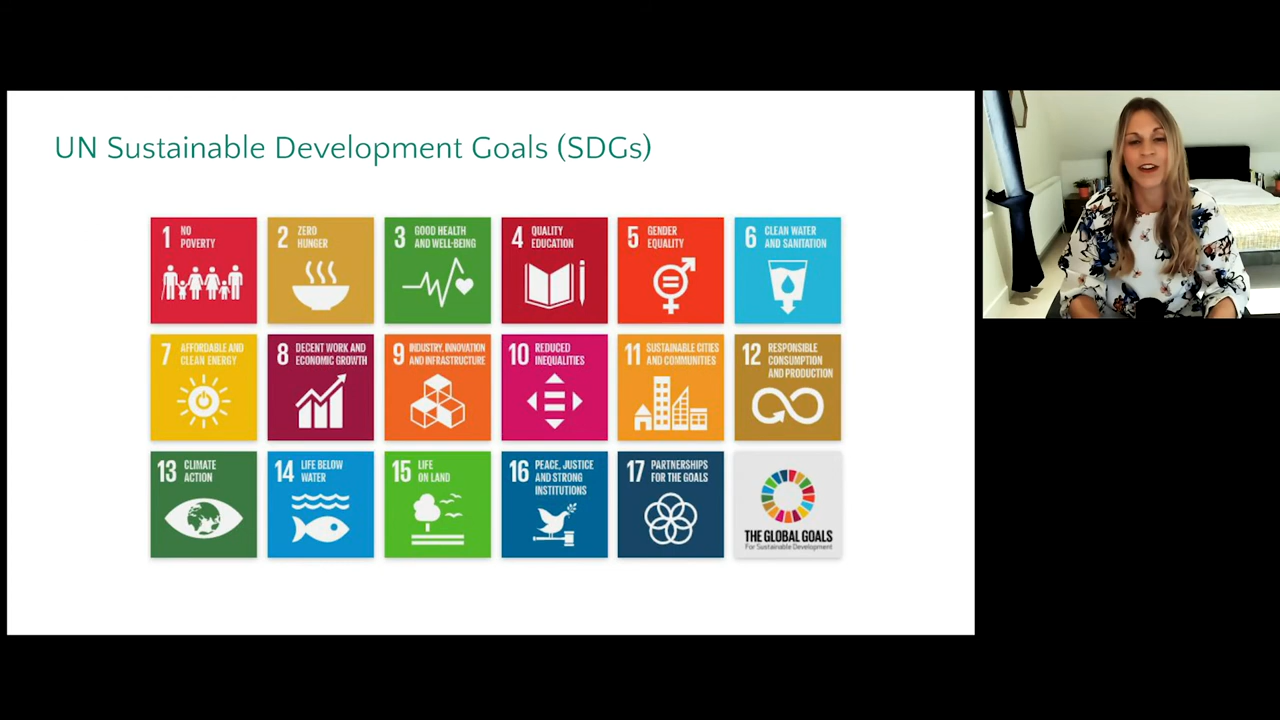 UN Sustainable Development Goals (SDGs)
1 NO
POVERTY
2 ZERO
HUNGER
3 GOOD HEALTH
AND WELL-BEING
4 QUALITY
EDUCATION
5 GENDER
EQUALITY
6 CLEAN WATER
AND SANITATION
7 AFFORDABLE AND
CLEAN ENERGY
8 DECENT WORK AND
ECONOMIC GROWTH
9 INDUSTRY, INNOVATION
AND INFRASTRUCTURE
10 REDUCED
INEQUALITIES
11 SUSTAINABLE CITIES
AND COMMUNITIES
12 RESPONSIBLE
CONSUMPTION
AND PRODUCTION
13 CLIMATE
ACTION
14 LIFE BELOW
WATER
15 LIFE
ON LAND
16 PEACE, JUSTICE
AND STRONG
INSTITUTIONS
17 PARTNERSHIPS
FOR THE GOALS
THE GLOBAL GOALS
For Sustainable Development